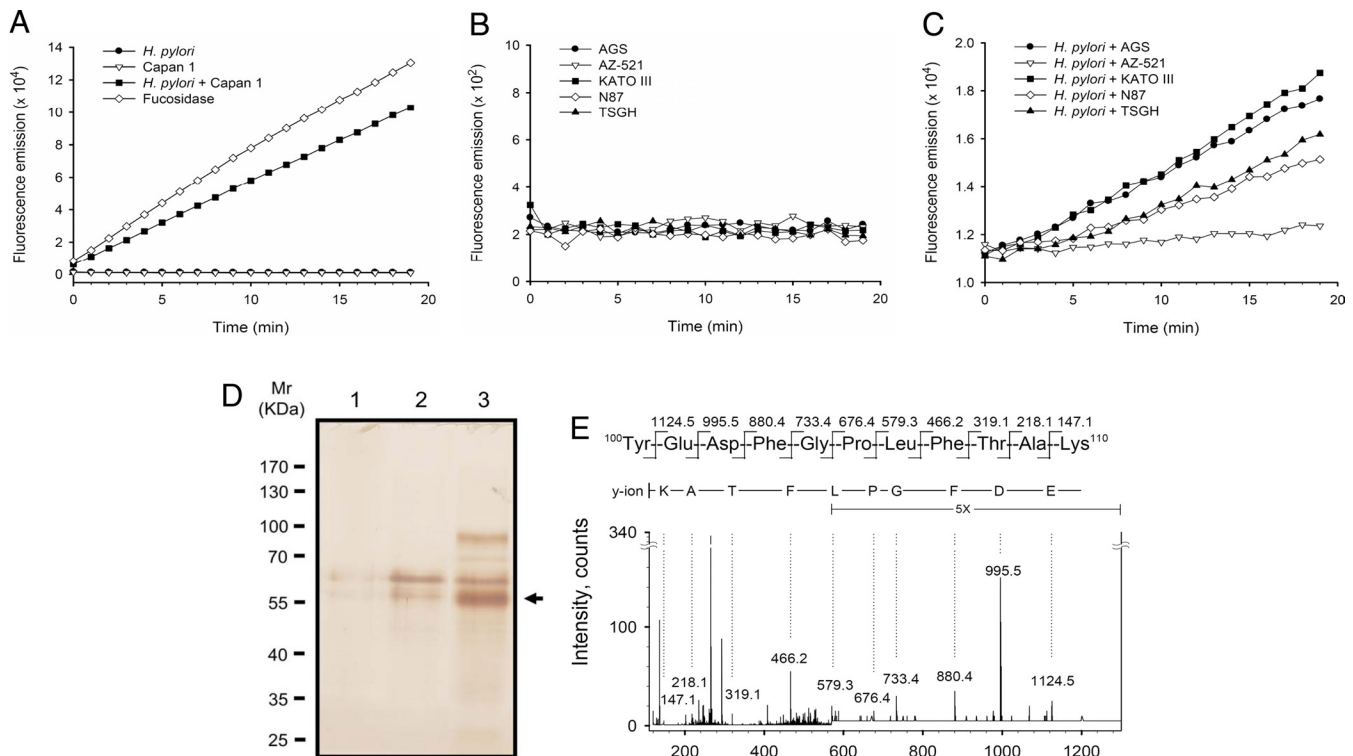 A
Fluorescence emission (x 10⁴)
14
12
10
8
6
4
2
0
H. pylori
Capan 1
H. pylori + Capan 1
Fucosidase
0 5 10 15 20
Time (min)
B
Fluorescence emission (x 10²)
10
8
6
4
2
0
AGS
AZ-521
KATO III
N87
TSGH
0 5 10 15 20
Time (min)
C
Fluorescence emission (x 10⁴)
2.0
1.8
1.6
1.4
1.2
1.0
H. pylori + AGS
H. pylori + AZ-521
H. pylori + KATO III
H. pylori + N87
H. pylori + TSGH
0 5 10 15 20
Time (min)
D
Mr
(KDa)
1 2 3
170
130
100
70
55
40
35
25
E
1124.5 995.5 880.4 733.4 676.4 579.3 466.2 319.1 218.1 147.1
¹⁰⁰Tyr--Glu--Asp--Phe--Gly--Pro--Leu--Phe--Thr--Ala--Lys¹¹⁰
y-ion K A T F L P G F D E
5X
Intensity, counts
340
100
0
147.1
218.1
319.1
466.2
579.3
676.4
733.4
880.4
995.5
1124.5
200 400 600 800 1000 1200